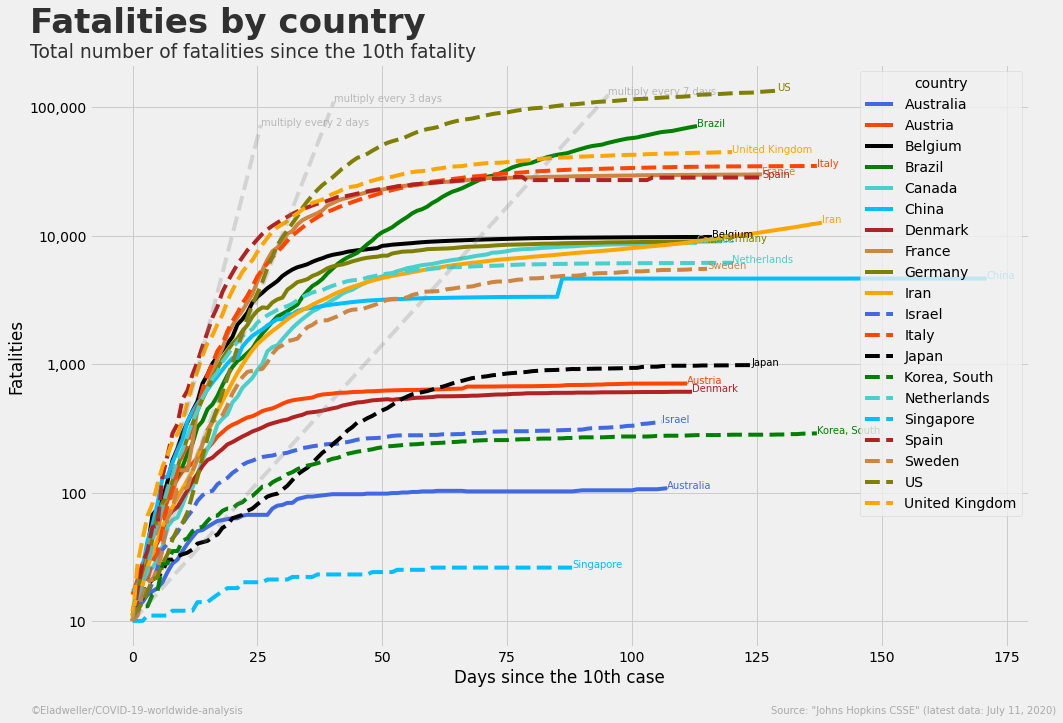 Fatalities by country
Total number of fatalities since the 10th fatality
multiply every 2 days
multiply every 3 days
multiply every 7 days
100,000
10,000
1,000
100
10
Fatalities
0
25
50
75
100
125
150
175
Days since the 10th case
US
Brazil
United Kingdom
Italy
France
Spain
Iran
Belgium
Canada
Germany
Netherlands
Sweden
China
Japan
Austria
Denmark
Israel
Korea, South
Australia
Singapore
country
Australia
Austria
Belgium
Brazil
Canada
China
Denmark
France
Germany
Iran
Israel
Italy
Japan
Korea, South
Netherlands
Singapore
Spain
Sweden
US
United Kingdom
©Eladweller/COVID-19-worldwide-analysis
Source: "Johns Hopkins CSSE" (latest data: July 11, 2020)